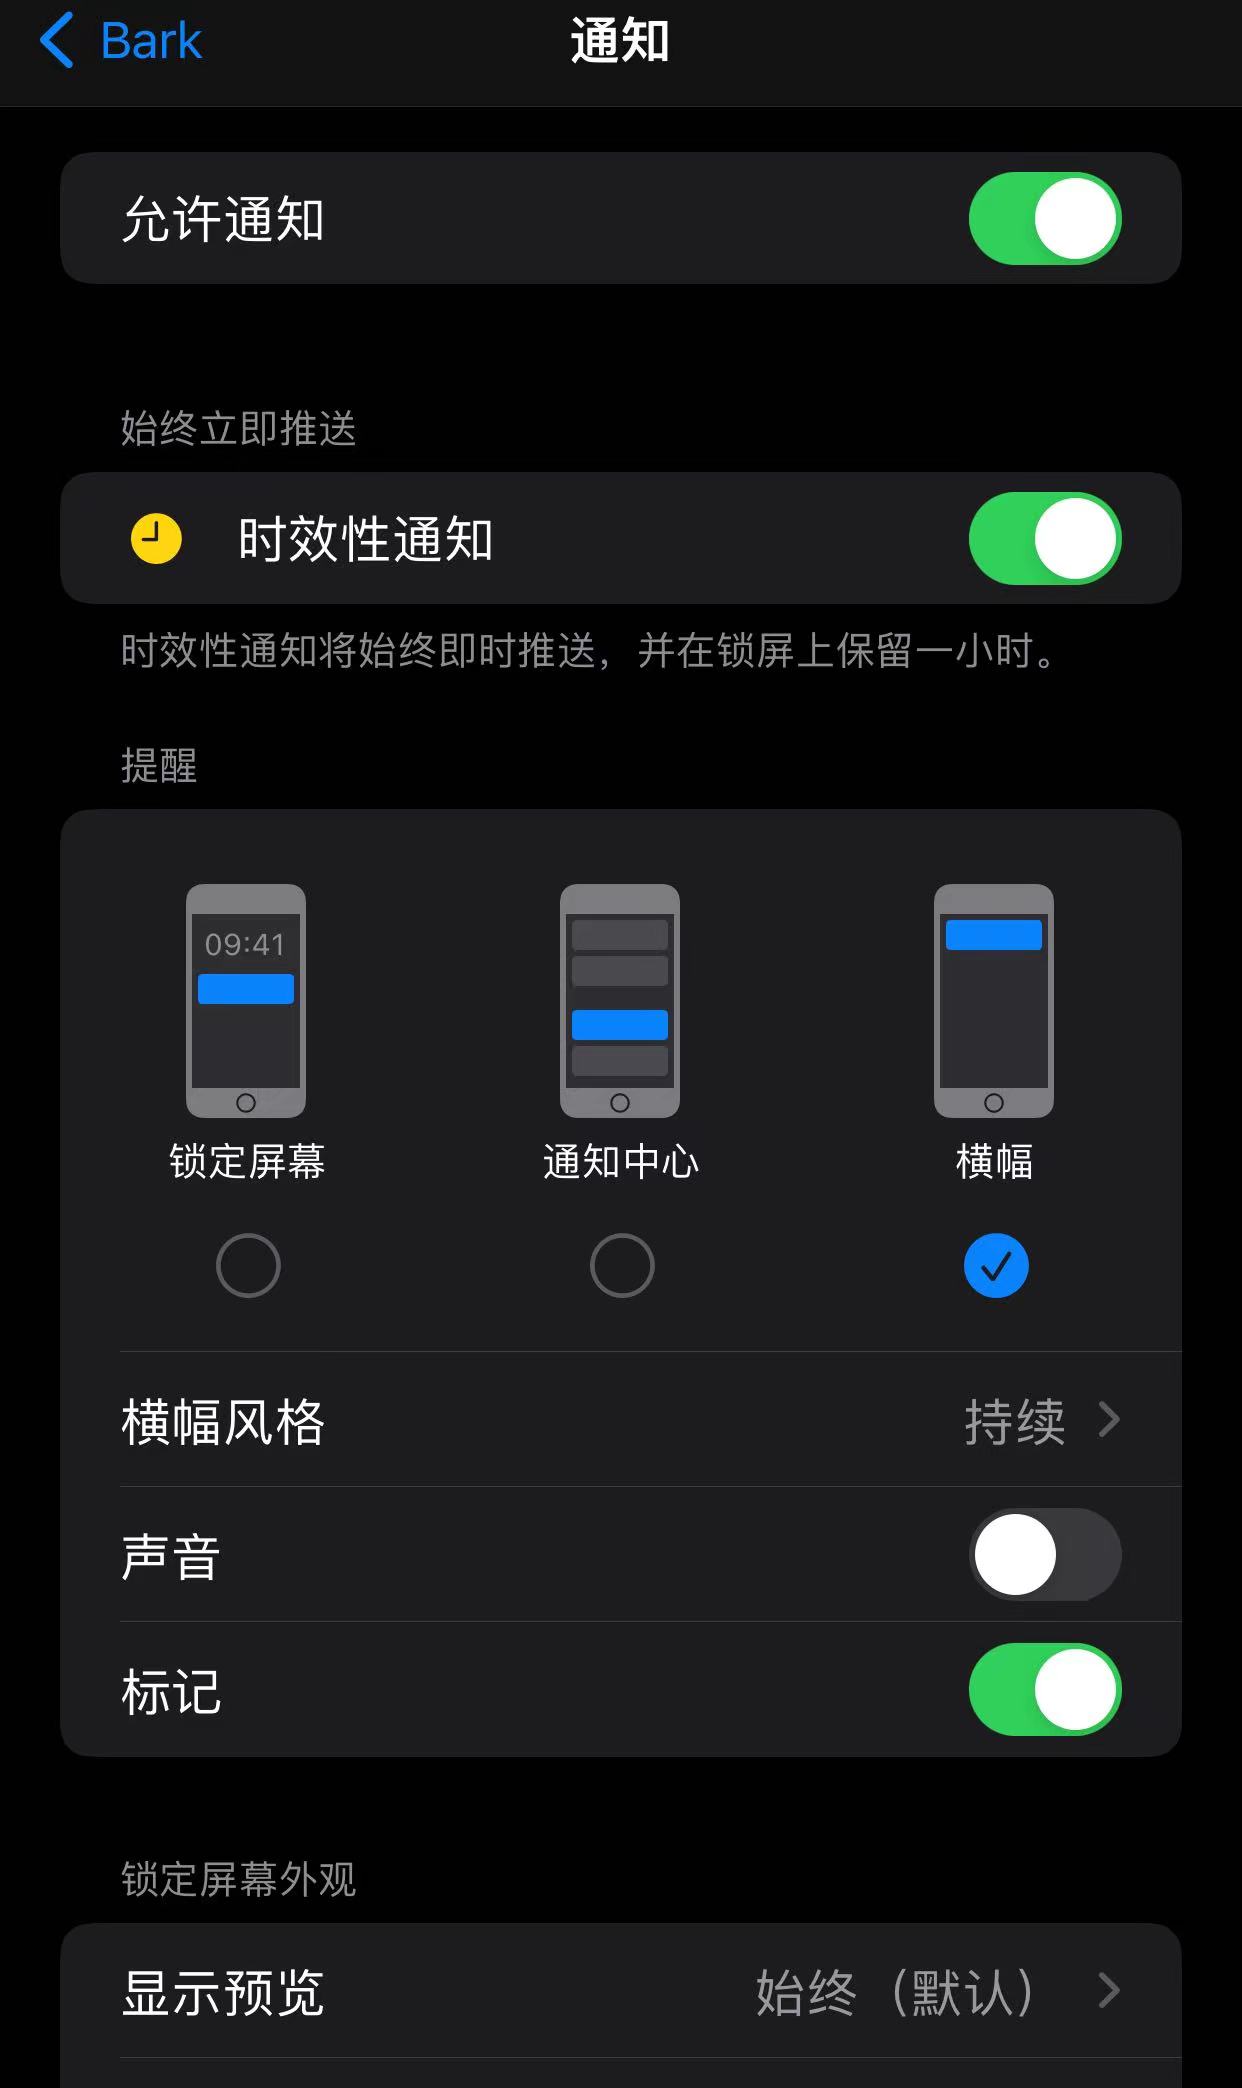 Bark
通知
允许通知
始终立即推送
时效性通知
时效性通知将始终即时推送，并在锁屏上保留一小时。
提醒
09:41
锁定屏幕
通知中心
横幅
横幅风格
持续
声音
标记
锁定屏幕外观
显示预览
始终（默认）